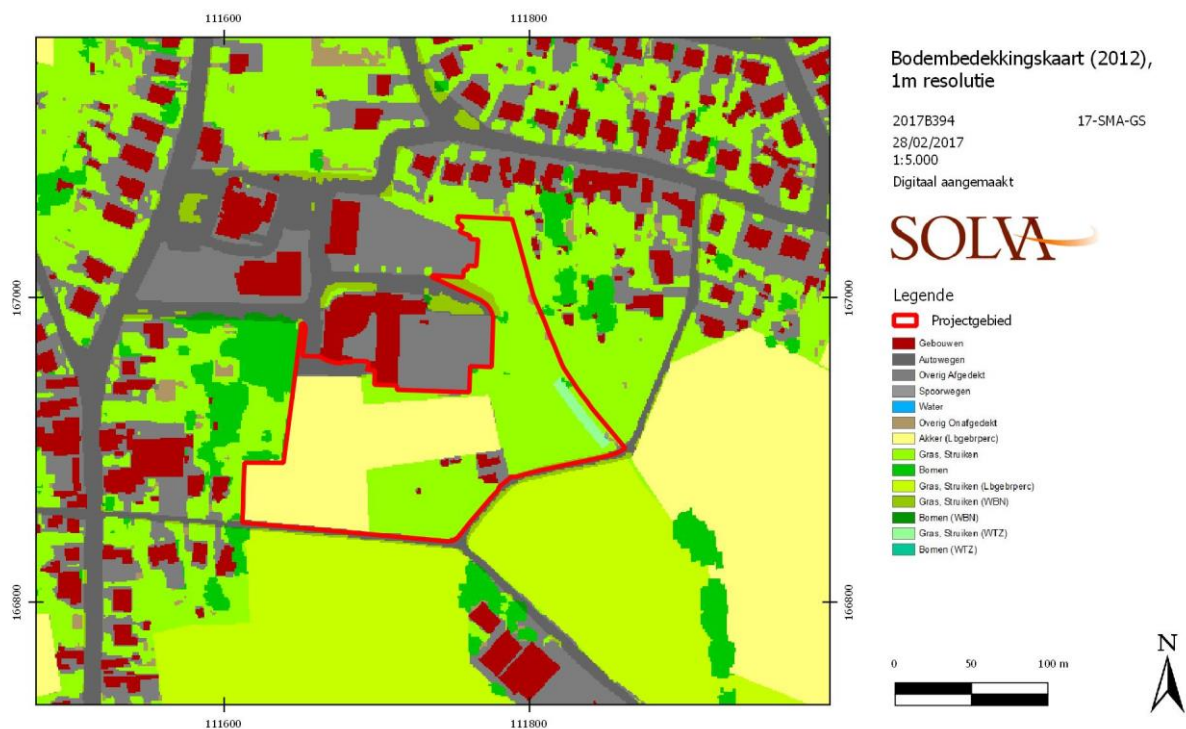 111600
111800
167000
166800
167000
166800
111600
111800
Bodembedekkingskaart (2012),
1m resolutie
2017B394 17-SMA-GS
28/02/2017
1:5.000
Digitaal aangemaakt
SOLVA
Legende
Projectgebied
Gebouwen
Autowegen
Overig Afgedekt
Spoorwegen
Water
Overig Onafgedekt
Akker (Lbgebrperc)
Gras, Struiken
Bomen
Gras, Struiken (Lbgebrperc)
Gras, Struiken (WBN)
Bomen (WBN)
Gras, Struiken (WTZ)
Bomen (WTZ)
0 50 100 m
N